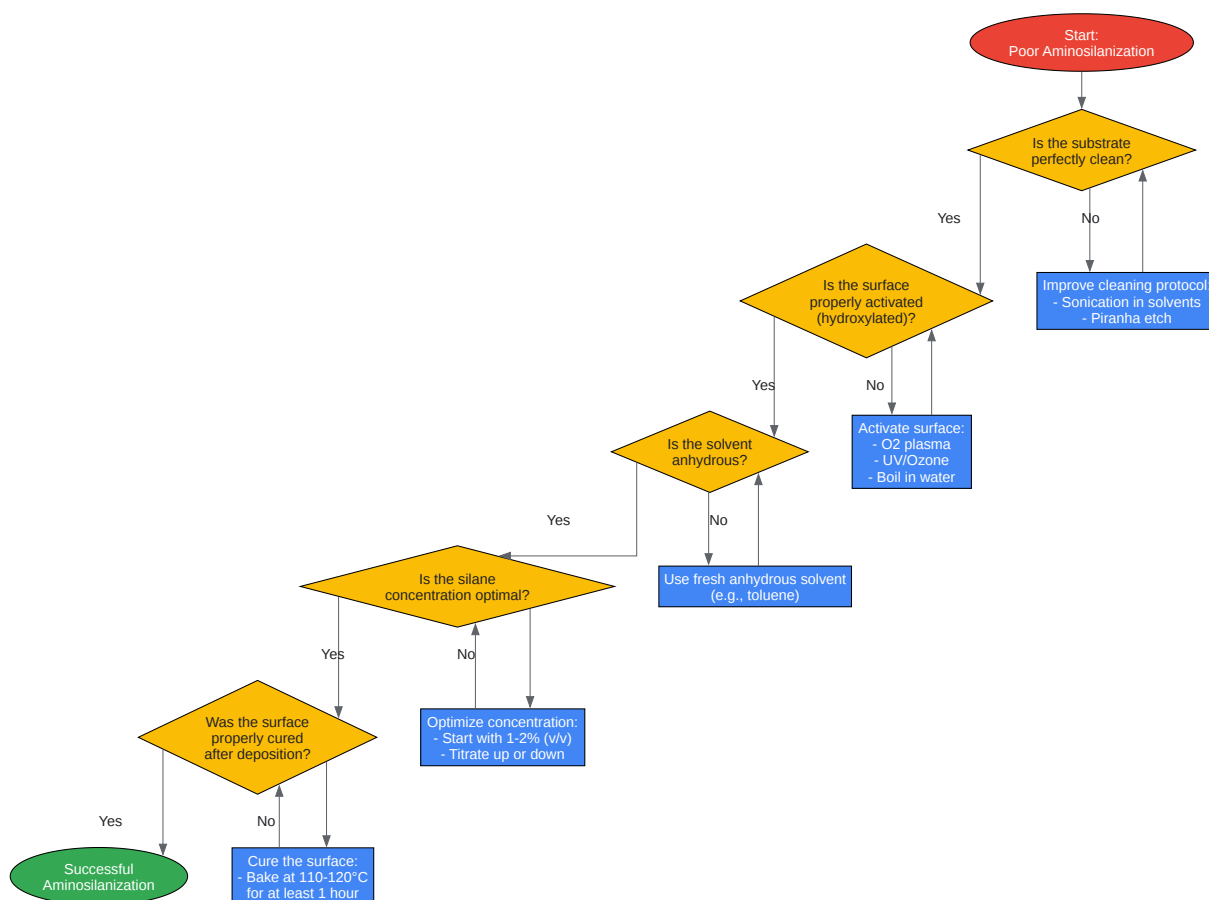 Start:
Poor Aminosilanization
Is the substrate
perfectly clean?
Yes
No
Is the surface
properly activated
(hydroxylated)?
Improve cleaning protocol:
- Sonication in solvents
- Piranha etch
Yes
No
Is the solvent
anhydrous?
Activate surface:
- O2 plasma
- UV/Ozone
- Boil in water
Yes
No
Is the silane
concentration optimal?
Use fresh anhydrous solvent
(e.g., toluene)
Yes
No
Was the surface
properly cured
after deposition?
Optimize concentration:
- Start with 1-2% (v/v)
- Titrate up or down
Yes
No
Successful
Aminosilanization
Cure the surface:
- Bake at 110-120°C
for at least 1 hour